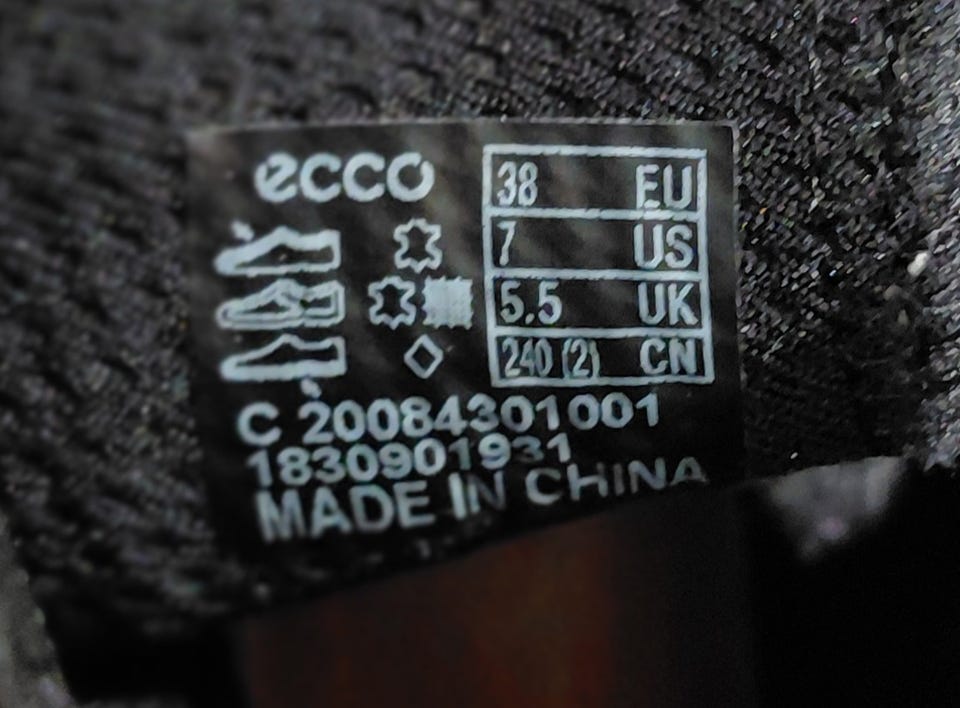 ecco
38 EU
7 US
5.5 UK
240 (2) CN
C 20084301001
1830901931
MADE IN CHINA